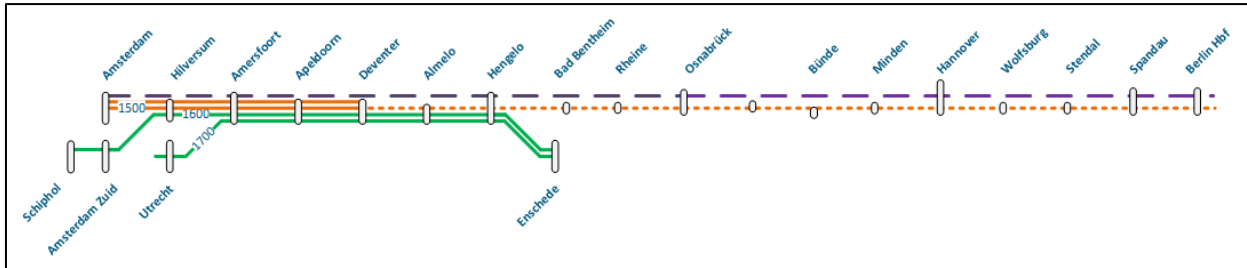 Amsterdam
Hilversum
Amersfoort
Apeldoorn
Deventer
Almelo
Hengelo
Bad Bentheim
Rheine
Osnabrück
Bünde
Minden
Hannover
Wolfsburg
Stendal
Spandau
Berlin Hbf
1500
1600
1700
Schiphol
Amsterdam Zuid
Utrecht
Enschede